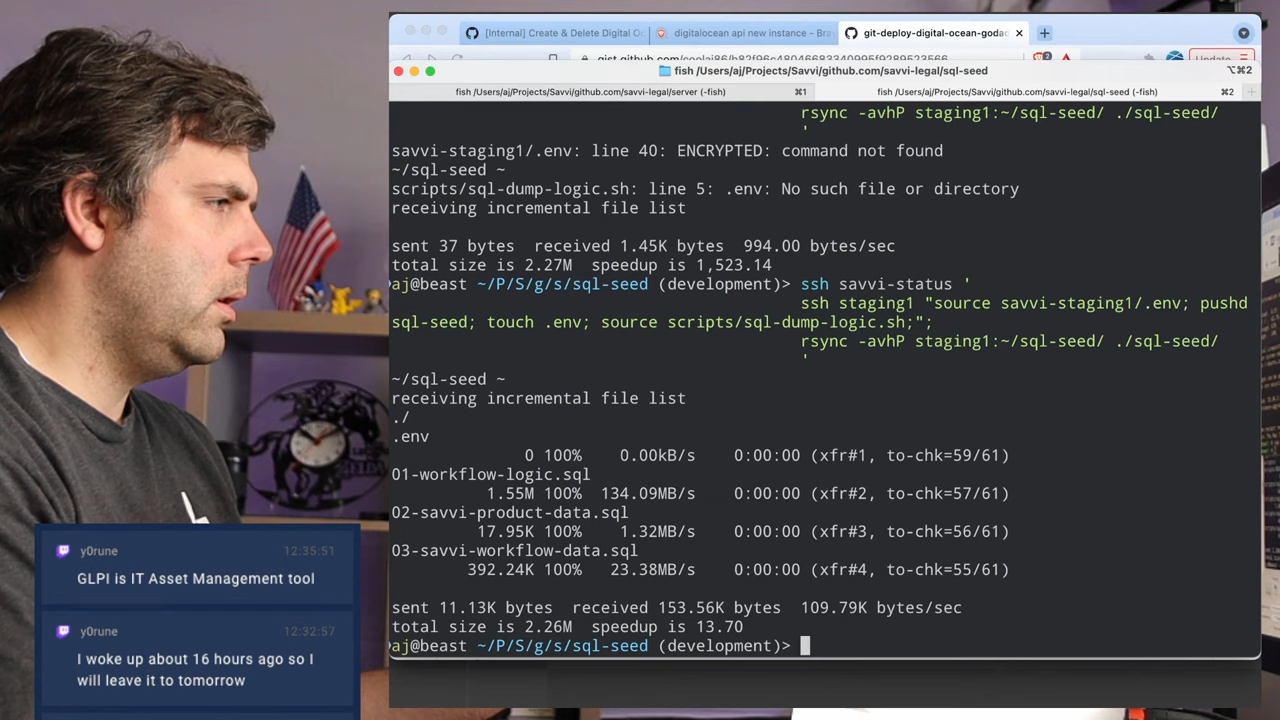 [Internal] Create & Delete Digital O
digitalocean api new instance – Bra
git-deploy-digital-ocean-godad
fish /Users/aj/Projects/Savvi/github.com/savvi-legal/sql-seed
⌥⌘2
fish /Users/aj/Projects/Savvi/github.com/savvi-legal/server (-fish)
⌘1
fish /Users/aj/Projects/Savvi/github.com/savvi-legal/sql-seed (-fish)
⌘2
rsync -avhP staging1:~/sql-seed/ ./sql-seed/
'
savvi-staging1/.env: line 40: ENCRYPTED: command not found
~/sql-seed ~
scripts/sql-dump-logic.sh: line 5: .env: No such file or directory
receiving incremental file list
sent 37 bytes  received 1.45K bytes  994.00 bytes/sec
total size is 2.27M  speedup is 1,523.14
aj@beast ~/P/S/g/s/sql-seed (development)> ssh savvi-status '
ssh staging1 "source savvi-staging1/.env; pushd
sql-seed; touch .env; source scripts/sql-dump-logic.sh;";
rsync -avhP staging1:~/sql-seed/ ./sql-seed/
'
~/sql-seed ~
receiving incremental file list
./
.env
0 100%    0.00kB/s    0:00:00 (xfr#1, to-chk=59/61)
01-workflow-logic.sql
1.55M 100%  134.09MB/s    0:00:00 (xfr#2, to-chk=57/61)
02-savvi-product-data.sql
17.95K 100%    1.32MB/s    0:00:00 (xfr#3, to-chk=56/61)
03-savvi-workflow-data.sql
392.24K 100%   23.38MB/s    0:00:00 (xfr#4, to-chk=55/61)
sent 11.13K bytes  received 153.56K bytes  109.79K bytes/sec
total size is 2.26M  speedup is 13.70
aj@beast ~/P/S/g/s/sql-seed (development)>
y0rune
12:35:51
GLPI is IT Asset Management tool
y0rune
12:32:57
I woke up about 16 hours ago so I
will leave it to tomorrow